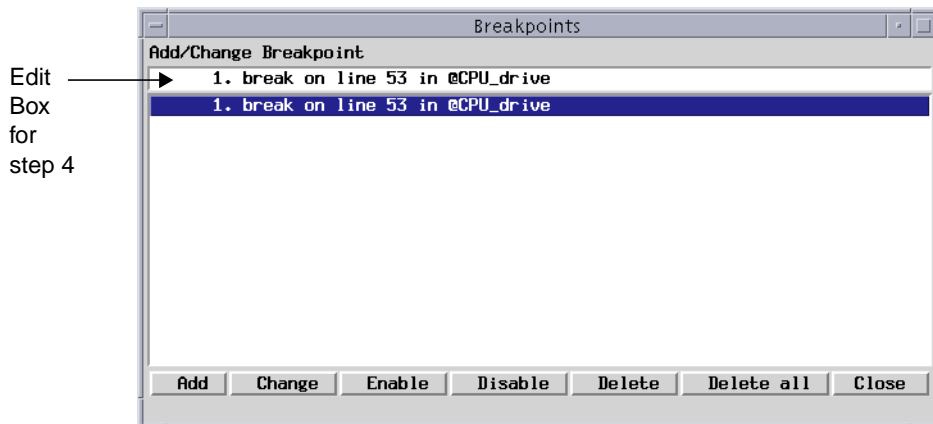 Breakpoints
Add/Change Breakpoint
Edit
Box
for
step 4
1. break on line 53 in @CPU_drive
1. break on line 53 in @CPU_drive
Add Change Enable Disable Delete Delete all Close